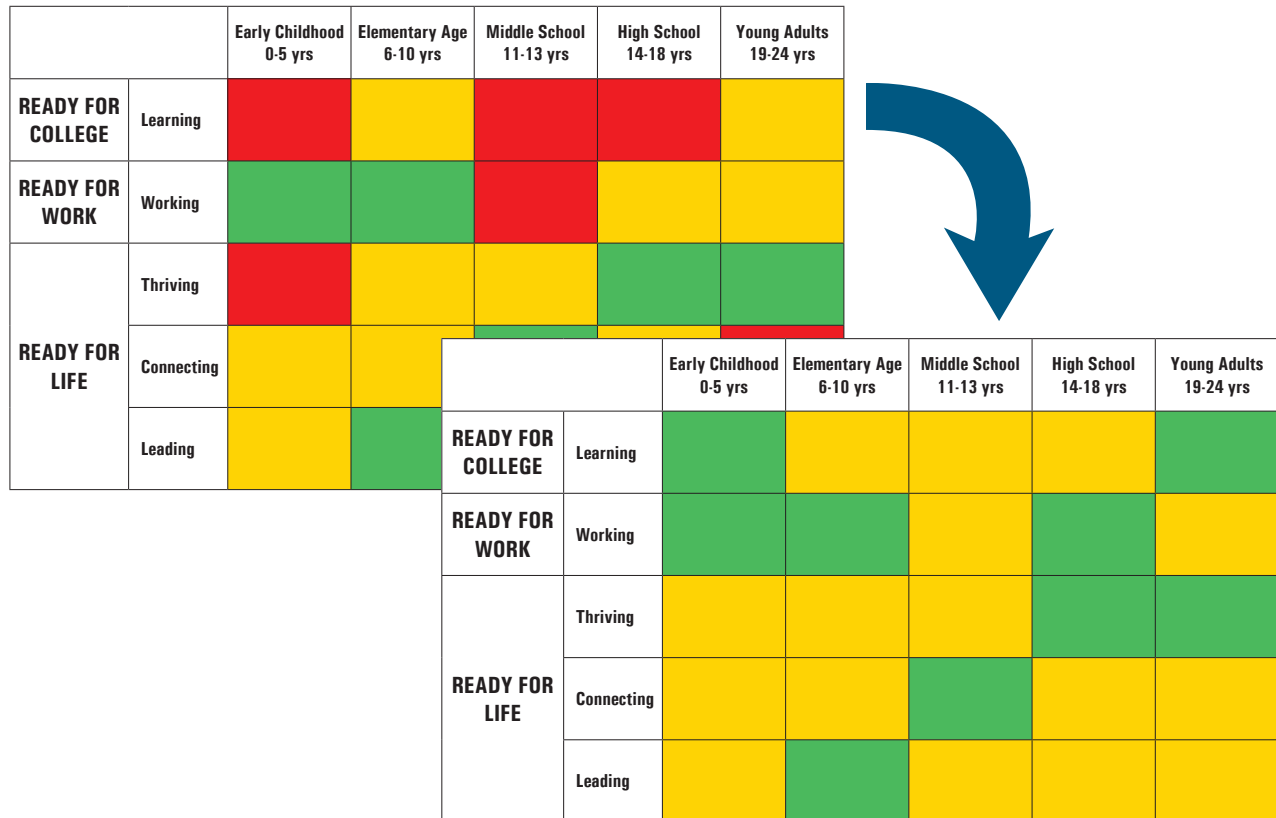 Early Childhood
0-5 yrs
Elementary Age
6-10 yrs
Middle School
11-13 yrs
High School
14-18 yrs
Young Adults
19-24 yrs
READY FOR
COLLEGE
Learning
READY FOR
WORK
Working
READY FOR
LIFE
Thriving
Connecting
Leading
Early Childhood
0-5 yrs
Elementary Age
6-10 yrs
Middle School
11-13 yrs
High School
14-18 yrs
Young Adults
19-24 yrs
READY FOR
COLLEGE
Learning
READY FOR
WORK
Working
READY FOR
LIFE
Thriving
Connecting
Leading